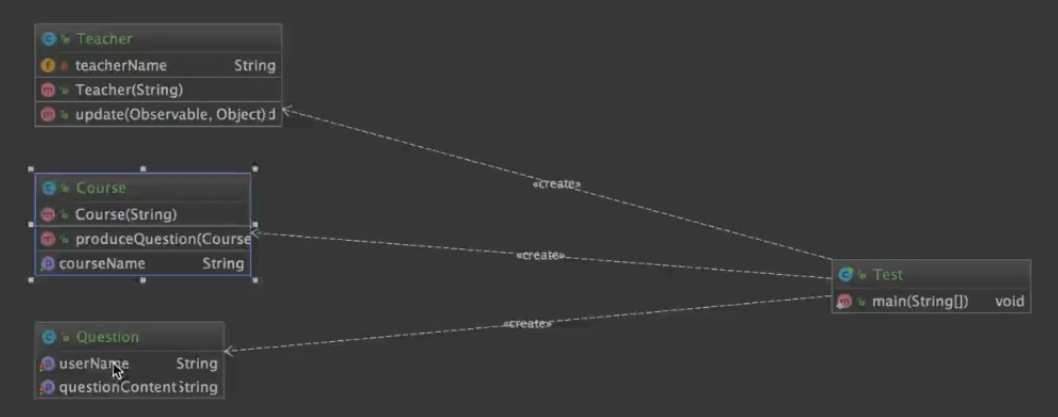 Teacher
teacherName String
Teacher(String)
update(Observable, Object)
«create»
Course
Course(String)
produceQuestion(Course
«create»
courseName String
Test
main(String[]) void
«create»
Question
userName String
questionContent String